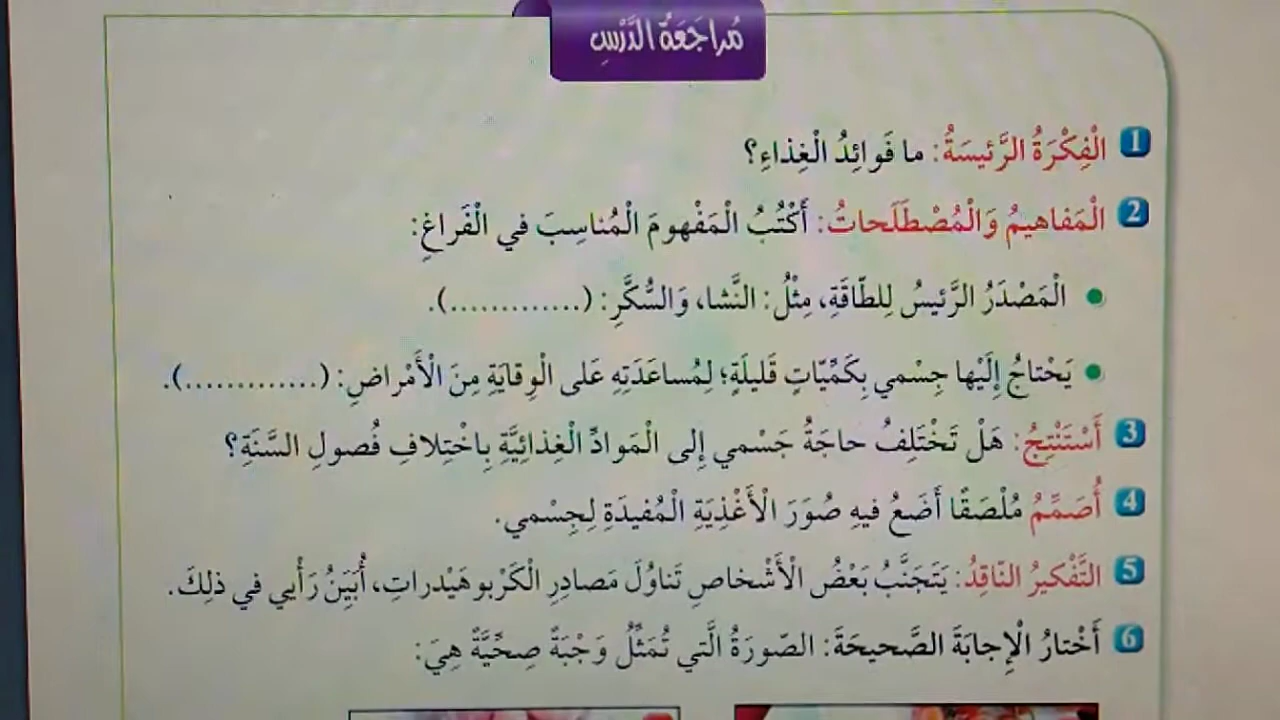 مُراجَعَةُ الدَّرْسِ
1 الْفِكْرَةُ الرَّئيسَةُ: ما فَوائِدُ الْغِذاءِ؟
2 الْمَفاهيمُ وَالْمُصْطَلَحاتُ: أَكْتُبُ الْمَفْهومَ الْمُناسِبَ في الْفَراغِ:
● الْمَصْدَرُ الرَّئيسُ لِلطّاقَةِ، مِثْلُ: النَّشا، وَالسُّكَّرِ: (.............).
● يَحْتاجُ إِلَيْها جِسْمي بِكَمِّيّاتٍ قَليلَةٍ؛ لِمُساعَدَتِهِ عَلى الْوِقايَةِ مِنَ الْأَمْراضِ: (.............).
3 أَسْتَنْتِجُ: هَلْ تَخْتَلِفُ حاجَةُ جَسْمي إِلى الْمَوادِّ الْغِذائِيَّةِ بِاخْتِلافِ فُصولِ السَّنَةِ؟
4 أُصَمِّمُ مُلْصَقًا أَضَعُ فيهِ صُوَرَ الْأَغْذِيَةِ الْمُفيدَةِ لِجِسْمي.
5 التَّفْكيرُ النّاقِدُ: يَتَجَنَّبُ بَعْضُ الْأَشْخاصِ تَناوُلَ مَصادِرِ الْكَرْبوهَيْدراتِ، أُبَيِّنُ رَأْيي في ذلِكَ.
6 أَخْتارُ الْإِجابَةَ الصَّحيحَةَ: الصّورَةُ الَّتي تُمَثِّلُ وَجْبَةً صِحِّيَّةً هِيَ: